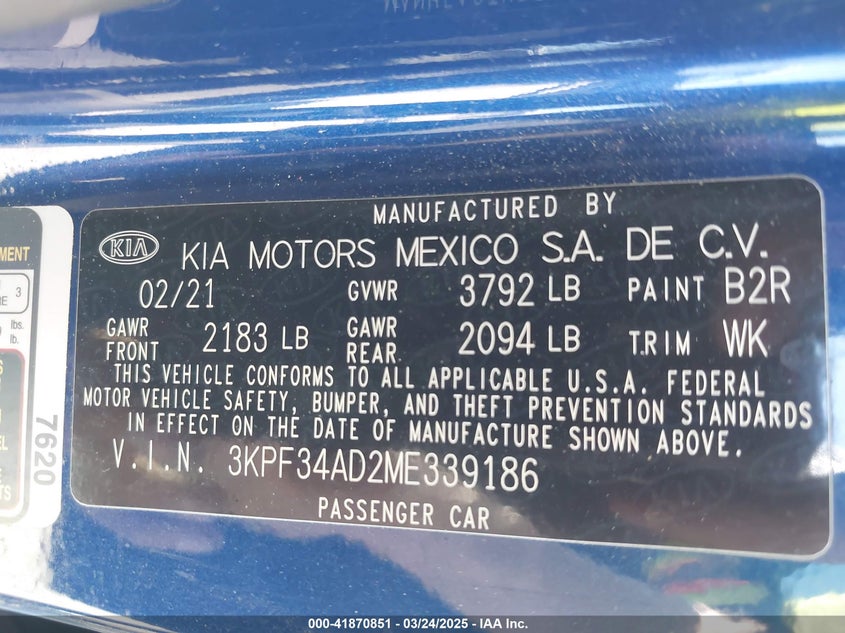 MANUFACTURED BY
KIA KIA MOTORS MEXICO S.A. DE C.V.
02/21 GVWR 3792 LB PAINT B2R
GAWR FRONT 2183 LB GAWR REAR 2094 LB TRIM WK
THIS VEHICLE CONFORMS TO ALL APPLICABLE U.S.A. FEDERAL
MOTOR VEHICLE SAFETY, BUMPER, AND THEFT PREVENTION STANDARDS
IN EFFECT ON THE DATE OF MANUFACTURE SHOWN ABOVE.
V.I.N. 3KPF34AD2ME339186
PASSENGER CAR
7620
3
lbs.
lb.
000-41870851 | 03/24/2025 | IAA Inc.